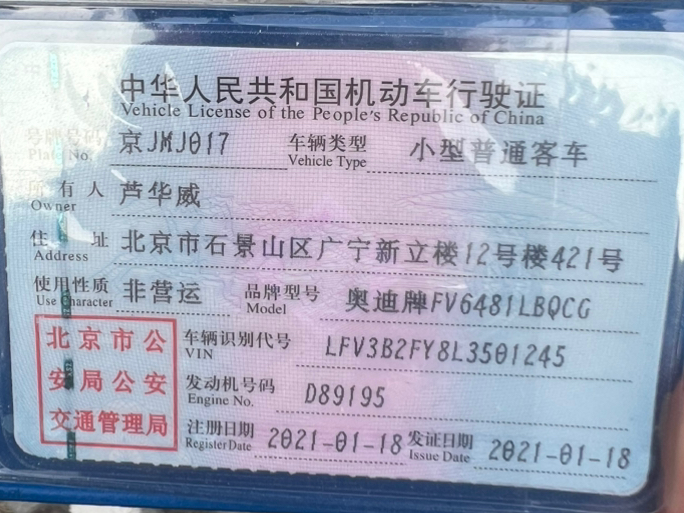 中华人民共和国机动车行驶证
Vehicle License of the People's Republic of China
号牌号码 京JMJ017 车辆类型 小型普通客车
Plate No. Vehicle Type
所有人 芦华威
Owner
住址 北京市石景山区广宁新立楼12号楼421号
Address
使用性质 非营运 品牌型号 奥迪牌FV6481LBQCG
Use Character Model
北京市公
安局公安
交通管理局
车辆识别代号 LFV3B2FY8L3501245
VIN
发动机号码 D89195
Engine No.
注册日期 2021-01-18 发证日期 2021-01-18
Register Date Issue Date